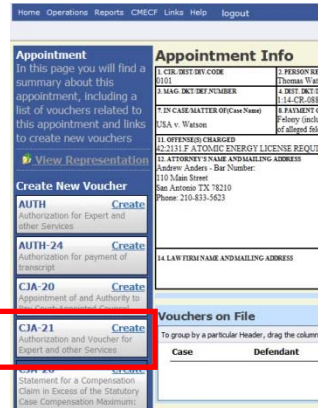 Home Operations Reports CMECF Links Help logout
Appointment
In this page you will find a
summary about this
appointment, including a
list of vouchers related to
this appointment and links
to create new vouchers
View Representation
Create New Voucher
AUTH Create
Authorization for Expert and
other Services
AUTH-24 Create
Authorization for payment of
transcript
CJA-20 Create
Appointment of and Authority to
Pay Court-Appointed Counsel
CJA-21 Create
Authorization and Voucher for
Expert and other Services
CJA-26 Create
Statement for a Compensation
Claim in Excess of the Statutory
Case Compensation Maximum:
Appointment Info
1. CIR./DIST/DIV.CODE
0101
2. PERSON RE
Thomas Wat
3. MAG. DKT/DEF.NUMBER
4. DIST. DKT/D
1:14-CR-088
7. IN CASE/MATTER OF(Case Name)
USA v. Watson
8. PAYMENT C
Felony (inclu
of alleged felo
11. OFFENSE(S) CHARGED
42:2131.F ATOMIC ENERGY LICENSE REQUI
12. ATTORNEY'S NAME AND MAILING ADDRESS
Andrew Anders - Bar Number:
110 Main Street
San Antonio TX 78210
Phone: 210-833-5623
14. LAW FIRM NAME AND MAILING ADDRESS
Vouchers on File
To group by a particular Header, drag the column
Case Defendant